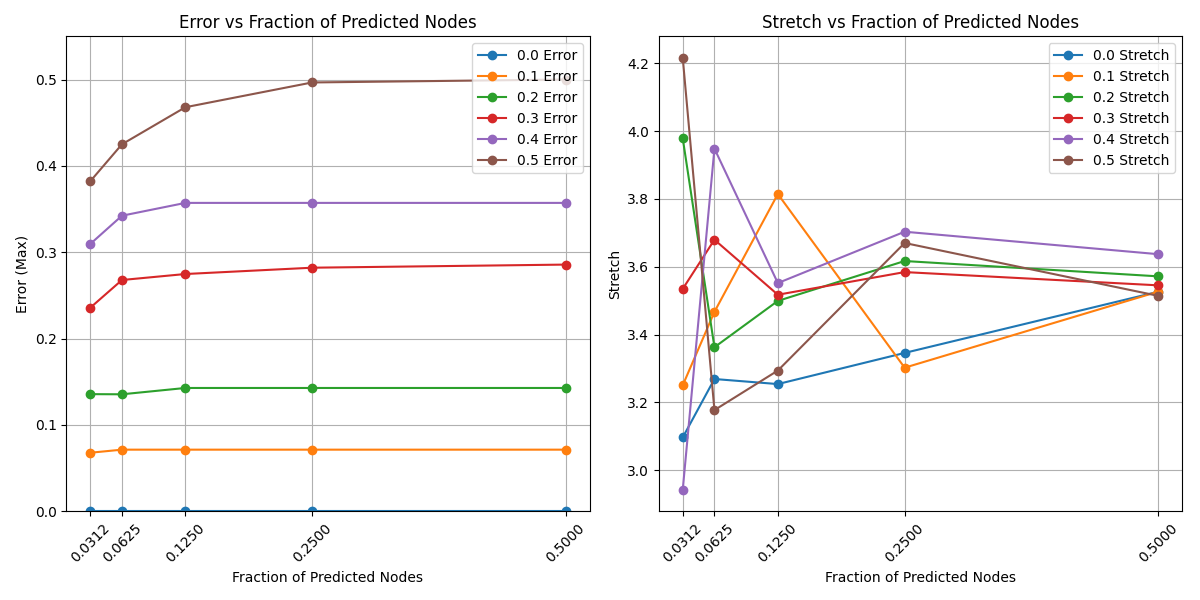 Error vs Fraction of Predicted Nodes
Error (Max)
0.5
0.4
0.3
0.2
0.1
0.0
0.0312
0.0625
0.1250
0.2500
0.5000
Fraction of Predicted Nodes
0.0 Error
0.1 Error
0.2 Error
0.3 Error
0.4 Error
0.5 Error
Stretch vs Fraction of Predicted Nodes
Stretch
4.2
4.0
3.8
3.6
3.4
3.2
3.0
0.0312
0.0625
0.1250
0.2500
0.5000
Fraction of Predicted Nodes
0.0 Stretch
0.1 Stretch
0.2 Stretch
0.3 Stretch
0.4 Stretch
0.5 Stretch